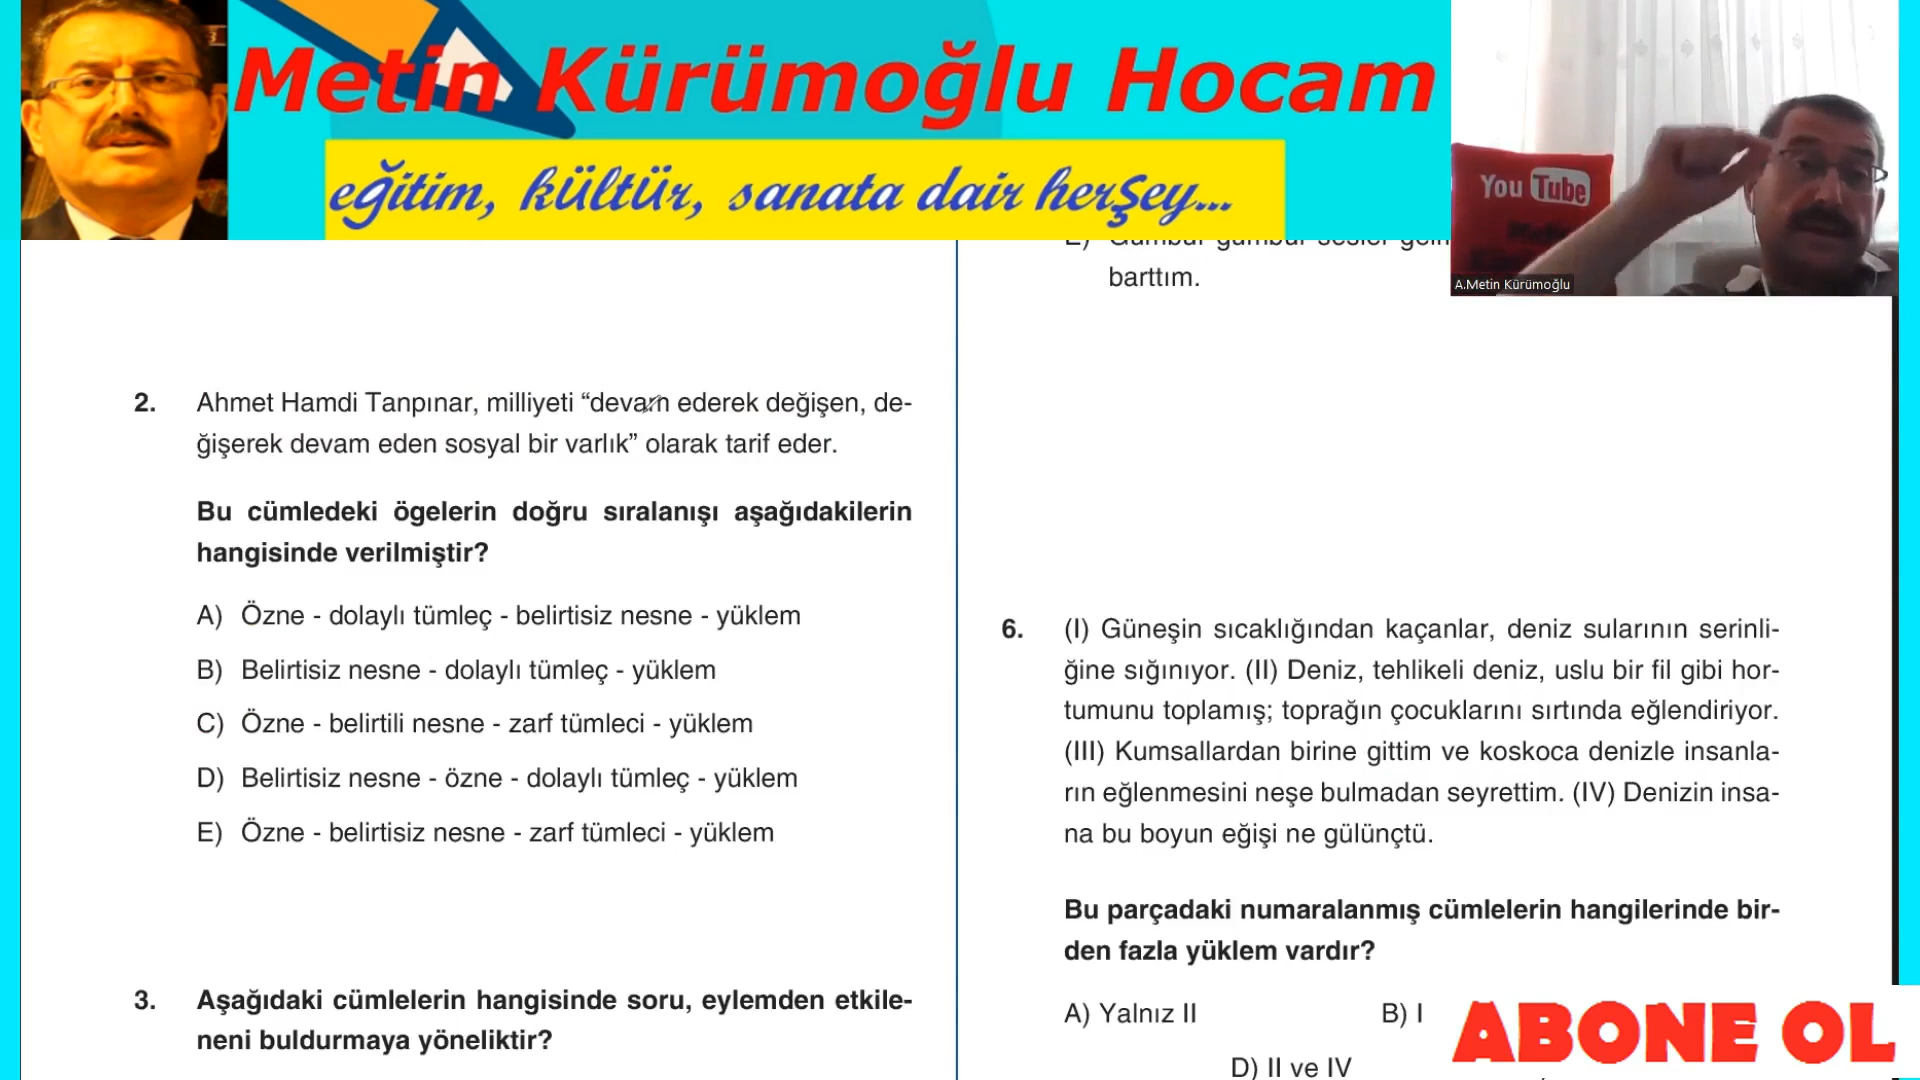 Metin Kürümoğlu Hocam
eğitim, kültür, sanata dair herşey...
You Tube
A.Metin Kürümoğlu
2. Ahmet Hamdi Tanpınar, milliyeti “devam ederek değişen, de-
ğişerek devam eden sosyal bir varlık” olarak tarif eder.
Bu cümledeki ögelerin doğru sıralanışı aşağıdakilerin
hangisinde verilmiştir?
A) Özne - dolaylı tümleç - belirtisiz nesne - yüklem
B) Belirtisiz nesne - dolaylı tümleç - yüklem
C) Özne - belirtili nesne - zarf tümleci - yüklem
D) Belirtisiz nesne - özne - dolaylı tümleç - yüklem
E) Özne - belirtisiz nesne - zarf tümleci - yüklem
3. Aşağıdaki cümlelerin hangisinde soru, eylemden etkile-
neni buldurmaya yöneliktir?
barttım.
6. (I) Güneşin sıcaklığından kaçanlar, deniz sularının serinli-
ğine sığınıyor. (II) Deniz, tehlikeli deniz, uslu bir fil gibi hor-
tumunu toplamış; toprağın çocuklarını sırtında eğlendiriyor.
(III) Kumsallardan birine gittim ve koskoca denizle insanla-
rın eğlenmesini neşe bulmadan seyrettim. (IV) Denizin insa-
na bu boyun eğişi ne gülünçtü.
Bu parçadaki numaralanmış cümlelerin hangilerinde bir-
den fazla yüklem vardır?
A) Yalnız II B) I
D) II ve IV
ABONE OL